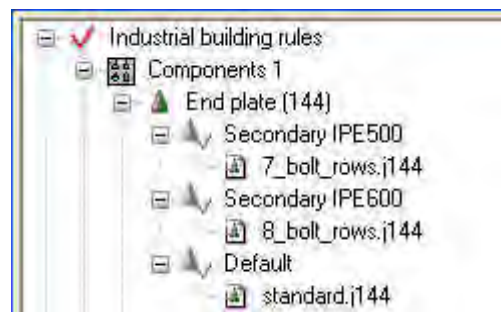 Industrial building rules
Components 1
End plate (144)
Secondary IPE500
7_bolt_rows.j144
Secondary IPE600
8_bolt_rows.j144
Default
standard.j144